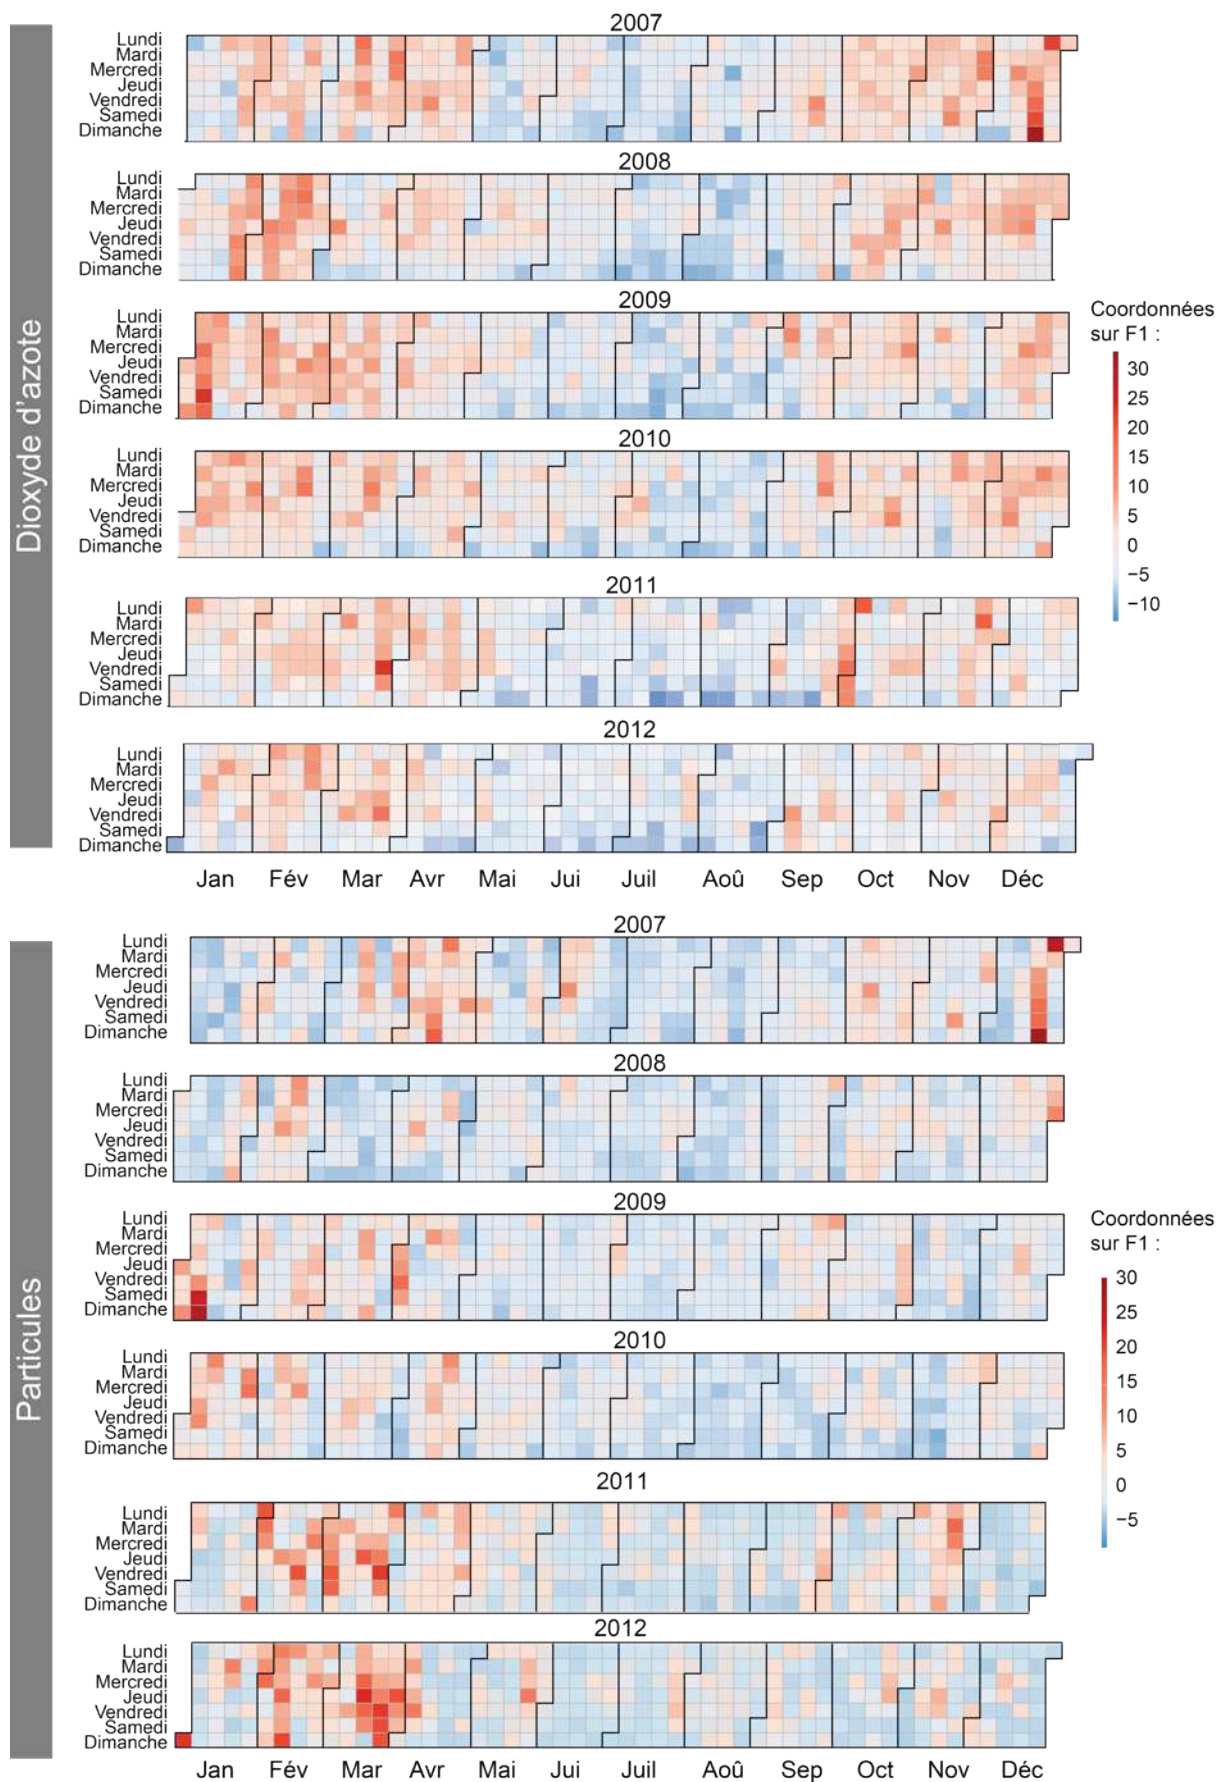 Dioxyde d'azote
2007
Lundi
Mardi
Mercredi
Jeudi
Vendredi
Samedi
Dimanche
2008
Lundi
Mardi
Mercredi
Jeudi
Vendredi
Samedi
Dimanche
2009
Lundi
Mardi
Mercredi
Jeudi
Vendredi
Samedi
Dimanche
2010
Lundi
Mardi
Mercredi
Jeudi
Vendredi
Samedi
Dimanche
2011
Lundi
Mardi
Mercredi
Jeudi
Vendredi
Samedi
Dimanche
2012
Lundi
Mardi
Mercredi
Jeudi
Vendredi
Samedi
Dimanche
Jan Fév Mar Avr Mai Jui Juil Aoû Sep Oct Nov Déc
Coordonnées
sur F1 :
30
25
20
15
10
5
0
−5
−10
Particules
2007
Lundi
Mardi
Mercredi
Jeudi
Vendredi
Samedi
Dimanche
2008
Lundi
Mardi
Mercredi
Jeudi
Vendredi
Samedi
Dimanche
2009
Lundi
Mardi
Mercredi
Jeudi
Vendredi
Samedi
Dimanche
2010
Lundi
Mardi
Mercredi
Jeudi
Vendredi
Samedi
Dimanche
2011
Lundi
Mardi
Mercredi
Jeudi
Vendredi
Samedi
Dimanche
2012
Lundi
Mardi
Mercredi
Jeudi
Vendredi
Samedi
Dimanche
Jan Fév Mar Avr Mai Jui Juil Aoû Sep Oct Nov Déc
Coordonnées
sur F1 :
30
25
20
15
10
5
0
−5